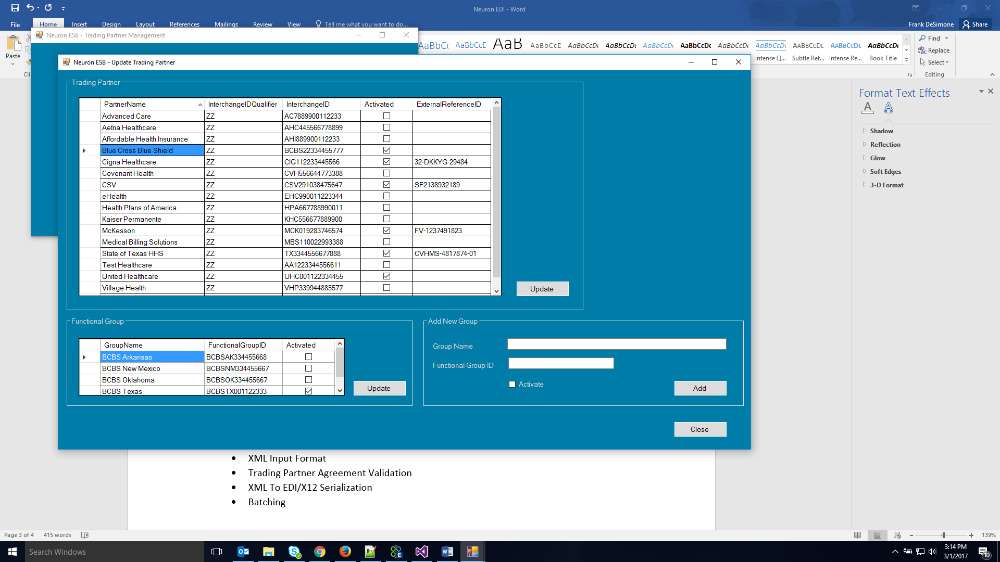 Neuron EDI - Word
File Home Insert Design Layout References Mailings Review View Tell me what you want to do... Frank DeSimone Share
Neuron ESB - Trading Partner Management
Paste
AaBbCc AaBbCcD AaB AaBbCcD AaBbCcDc AaBbCcDc AaBbCcDc AaBbCcDc AaBbCcDc AaBbCcDc AABBCCDE AABBCCDE AaBbCcDc
Intense Q... Subtle Ref... Intense Re... Book Title
Find
Replace
Select
Editing
Neuron ESB - Update Trading Partner
Trading Partner
PartnerName InterchangeIDQualifier InterchangeID Activated ExternalReferenceID
Advanced Care ZZ AC7889900112233
Aetna Healthcare ZZ AHC445566778899
Affordable Health Insurance ZZ AHI889900112233
Blue Cross Blue Shield ZZ BCBS22334455777
Cigna Healthcare ZZ CIG112233445566 32-DKKYG-29484
Covenant Health ZZ CVH556644773388
CSV ZZ CSV291038475647 SF2138932189
eHealth ZZ EHC990011223344
Health Plans of America ZZ HPA667788990011
Kaiser Permanente ZZ KHC556677889900
McKesson ZZ MCK019283746574 FV-1237491823
Medical Billing Solutions ZZ MBS110022993388
State of Texas HHS ZZ TX3344556677888 CVHMS-4817874-01
Test Healthcare ZZ AA1223344556611
United Healthcare ZZ UHC001122334455
Village Health ZZ VHP339944885577
Update
Functional Group
GroupName FunctionalGroupID Activated
BCBS Arkansas BCBSAK334455668
BCBS New Mexico BCBSNM334455667
BCBS Oklahoma BCBSOK334455667
BCBS Texas BCBSTX001122333
Update
Add New Group
Group Name
Functional Group ID
Activate
Add
Close
Format Text Effects
Shadow
Reflection
Glow
Soft Edges
3-D Format
• XML Input Format
• Trading Partner Agreement Validation
• XML To EDI/X12 Serialization
• Batching
Page 3 of 4 415 words 139%
Search Windows
3:14 PM
3/1/2017
10